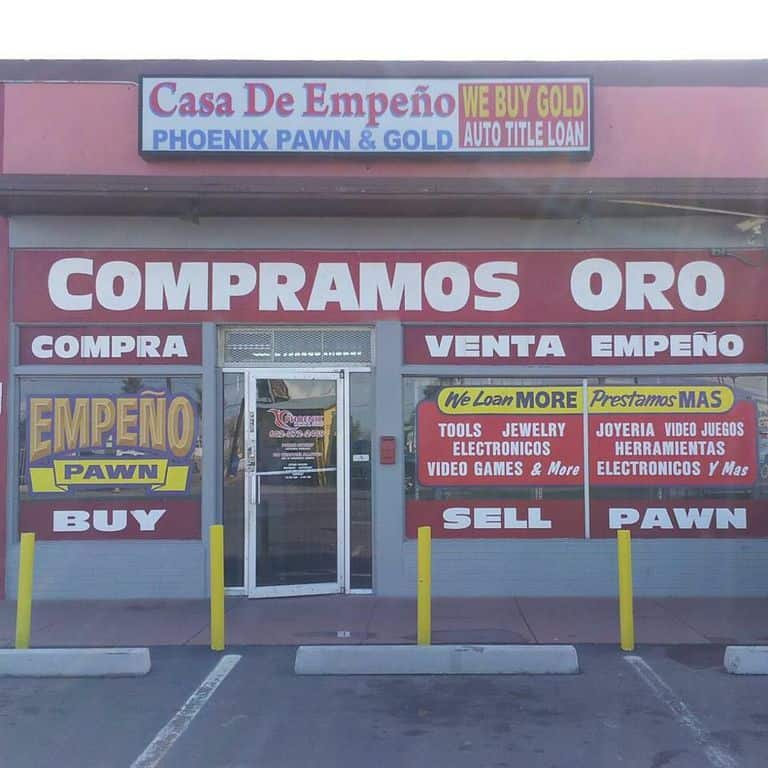 Casa De Empeño
PHOENIX PAWN & GOLD
WE BUY GOLD
AUTO TITLE LOAN
COMPRAMOS ORO
COMPRA
VENTA EMPEÑO
EMPEÑO
PAWN
BUY
PHOENIX
We Loan MORE
TOOLS JEWELRY
ELECTRONICOS
VIDEO GAMES & More
Prestamos MAS
JOYERIA VIDEO JUEGOS
HERRAMIENTAS
ELECTRONICOS Y Mas
SELL
PAWN